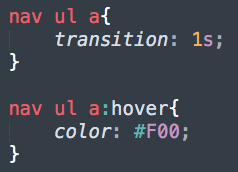 nav ul a{
    transition: 1s;
}

nav ul a:hover{
    color: #F00;
}